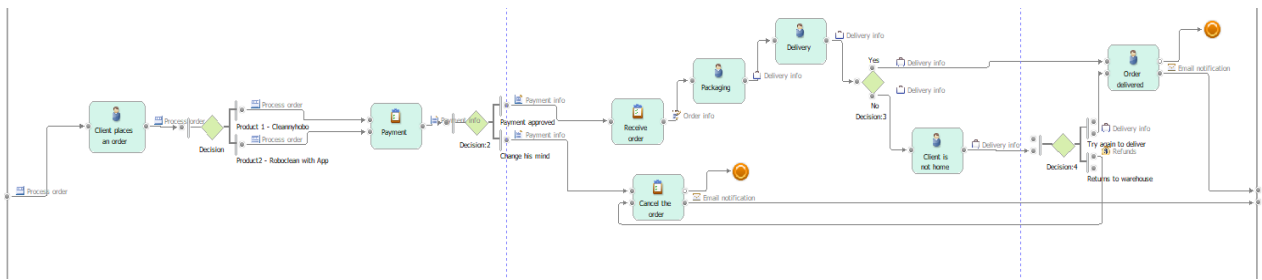 Process order
Client places
an order
Process order
Decision
Process order
Product 1 - Cleannyhobo
Process order
Product2 - Roboclean with App
Payment
Payment info
Decision:2
Payment info
Payment approved
Payment info
Change his mind
Receive
order
Order info
Packaging
Delivery info
Delivery
Delivery info
Yes
Delivery info
Delivery info
No
Decision:3
Client is
not home
Delivery info
Decision:4
Delivery info
Try again to deliver
Refunds
Returns to warehouse
Order
delivered
Email notification
Cancel the
order
Email notification